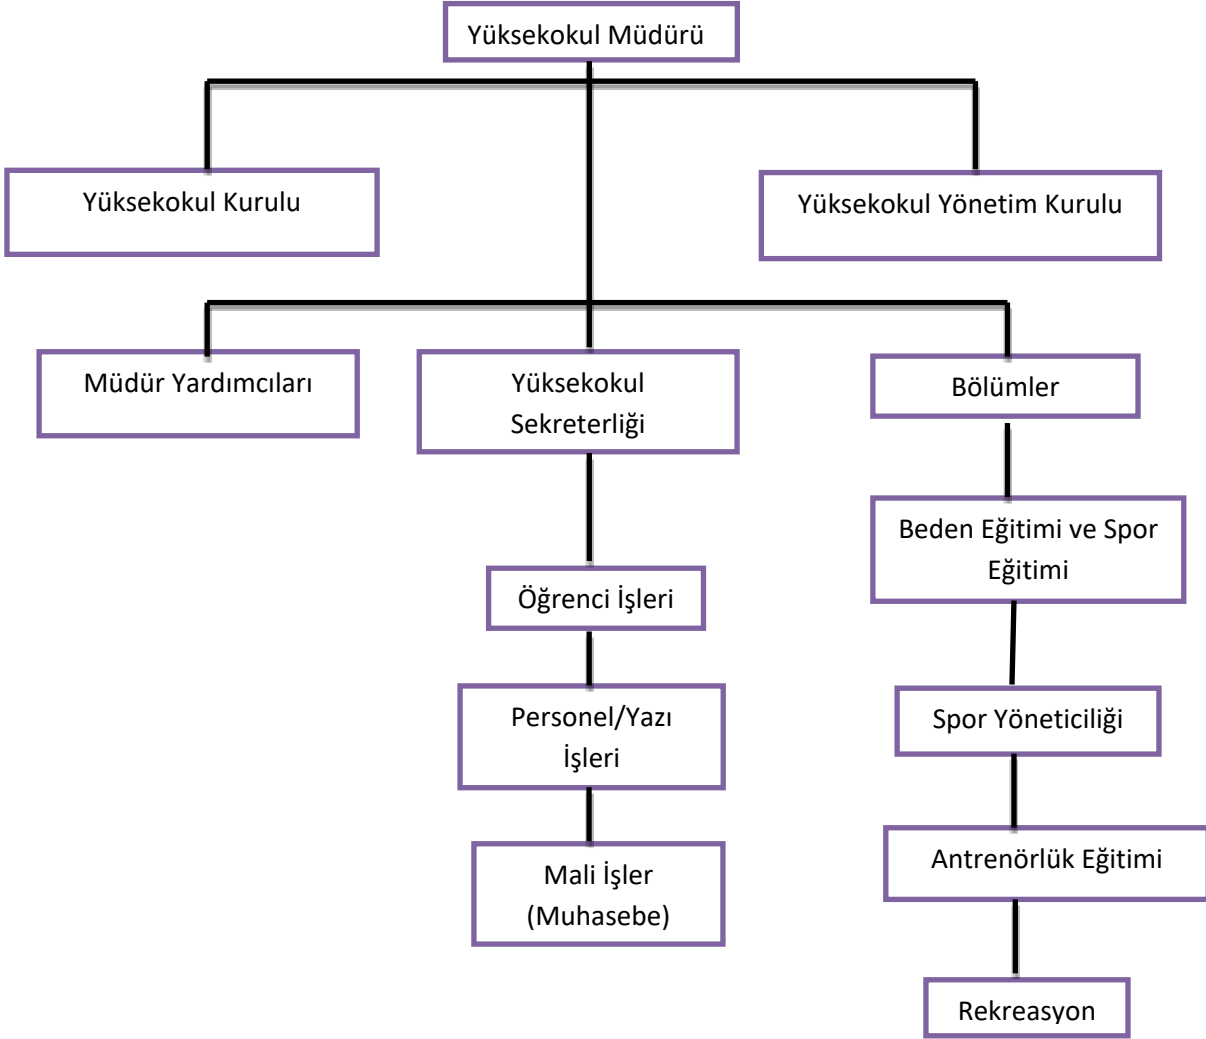 Yüksekokul Müdürü
Yüksekokul Kurulu
Yüksekokul Yönetim Kurulu
Müdür Yardımcıları
Yüksekokul
Sekreterliği
Bölümler
Beden Eğitimi ve Spor
Eğitimi
Öğrenci İşleri
Personel/Yazı
İşleri
Spor Yöneticiliği
Mali İşler
(Muhasebe)
Antrenörlük Eğitimi
Rekreasyon